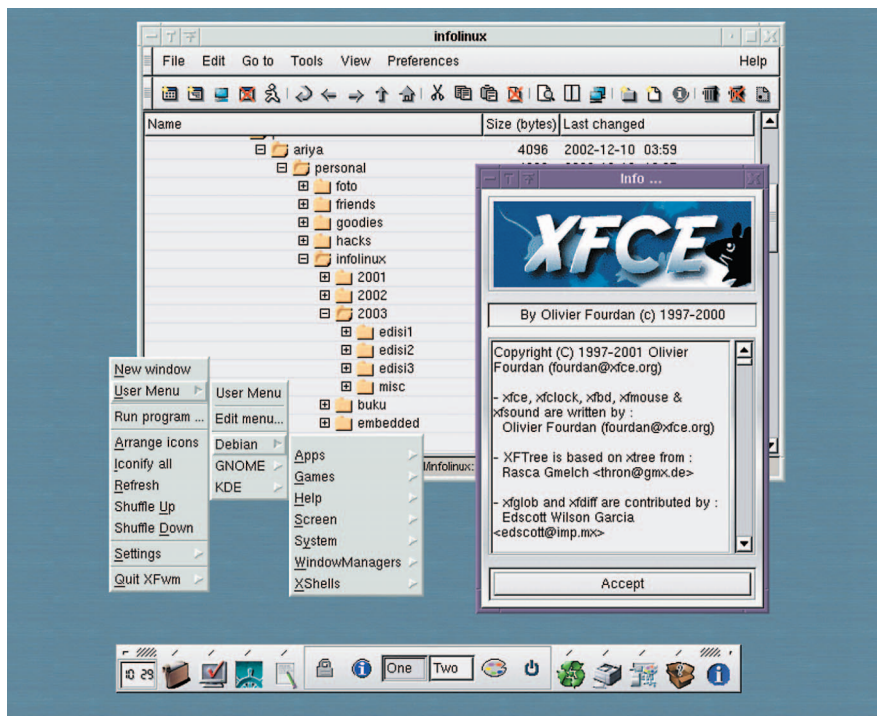 infolinux
File Edit Go to Tools View Preferences Help
Name Size (bytes) Last changed
ariya 4096 2002-12-10 03:59
personal
foto
friends
goodies
hacks
infolinux
2001
2002
2003
edisi1
edisi2
edisi3
misc
buku
embedded
/infolinux:
Info ...
XFCE
By Olivier Fourdan (c) 1997-2000
Copyright (C) 1997-2001 Olivier
Fourdan (fourdan@xfce.org)
- xfce, xfclock, xfbd, xfmouse &
xfsound are written by :
Olivier Fourdan (fourdan@xfce.org)
- XFTree is based on xtree from :
Rasca Gmelch <thron@gmx.de>
- xfglob and xfdiff are contributed by :
Edscott Wilson Garcia
<edscott@imp.mx>
Accept
New window
User Menu
Run program ...
Arrange icons
Iconify all
Refresh
Shuffle Up
Shuffle Down
Settings
Quit XFwm
User Menu
Edit menu...
Debian
GNOME
KDE
Apps
Games
Help
Screen
System
WindowManagers
XShells
10 29
One Two